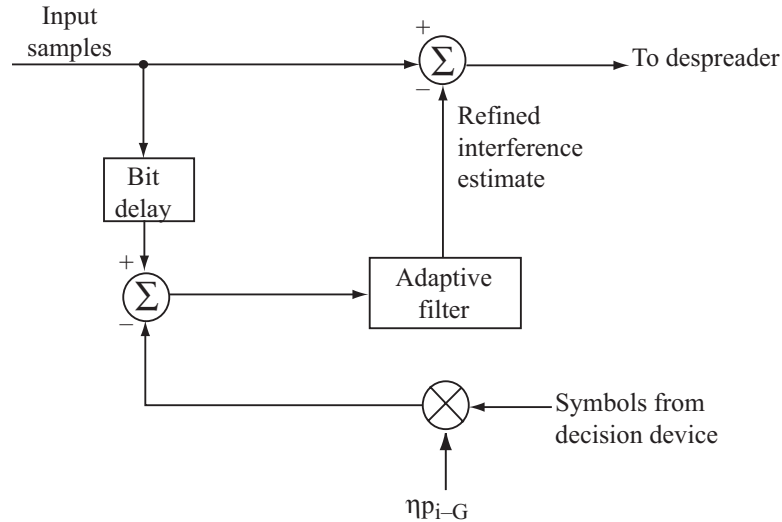 Input
samples
+
Σ
−
To despreader
Refined
interference
estimate
Bit
delay
+
Σ
−
Adaptive
filter
Symbols from
decision device
ηp_{i–G}